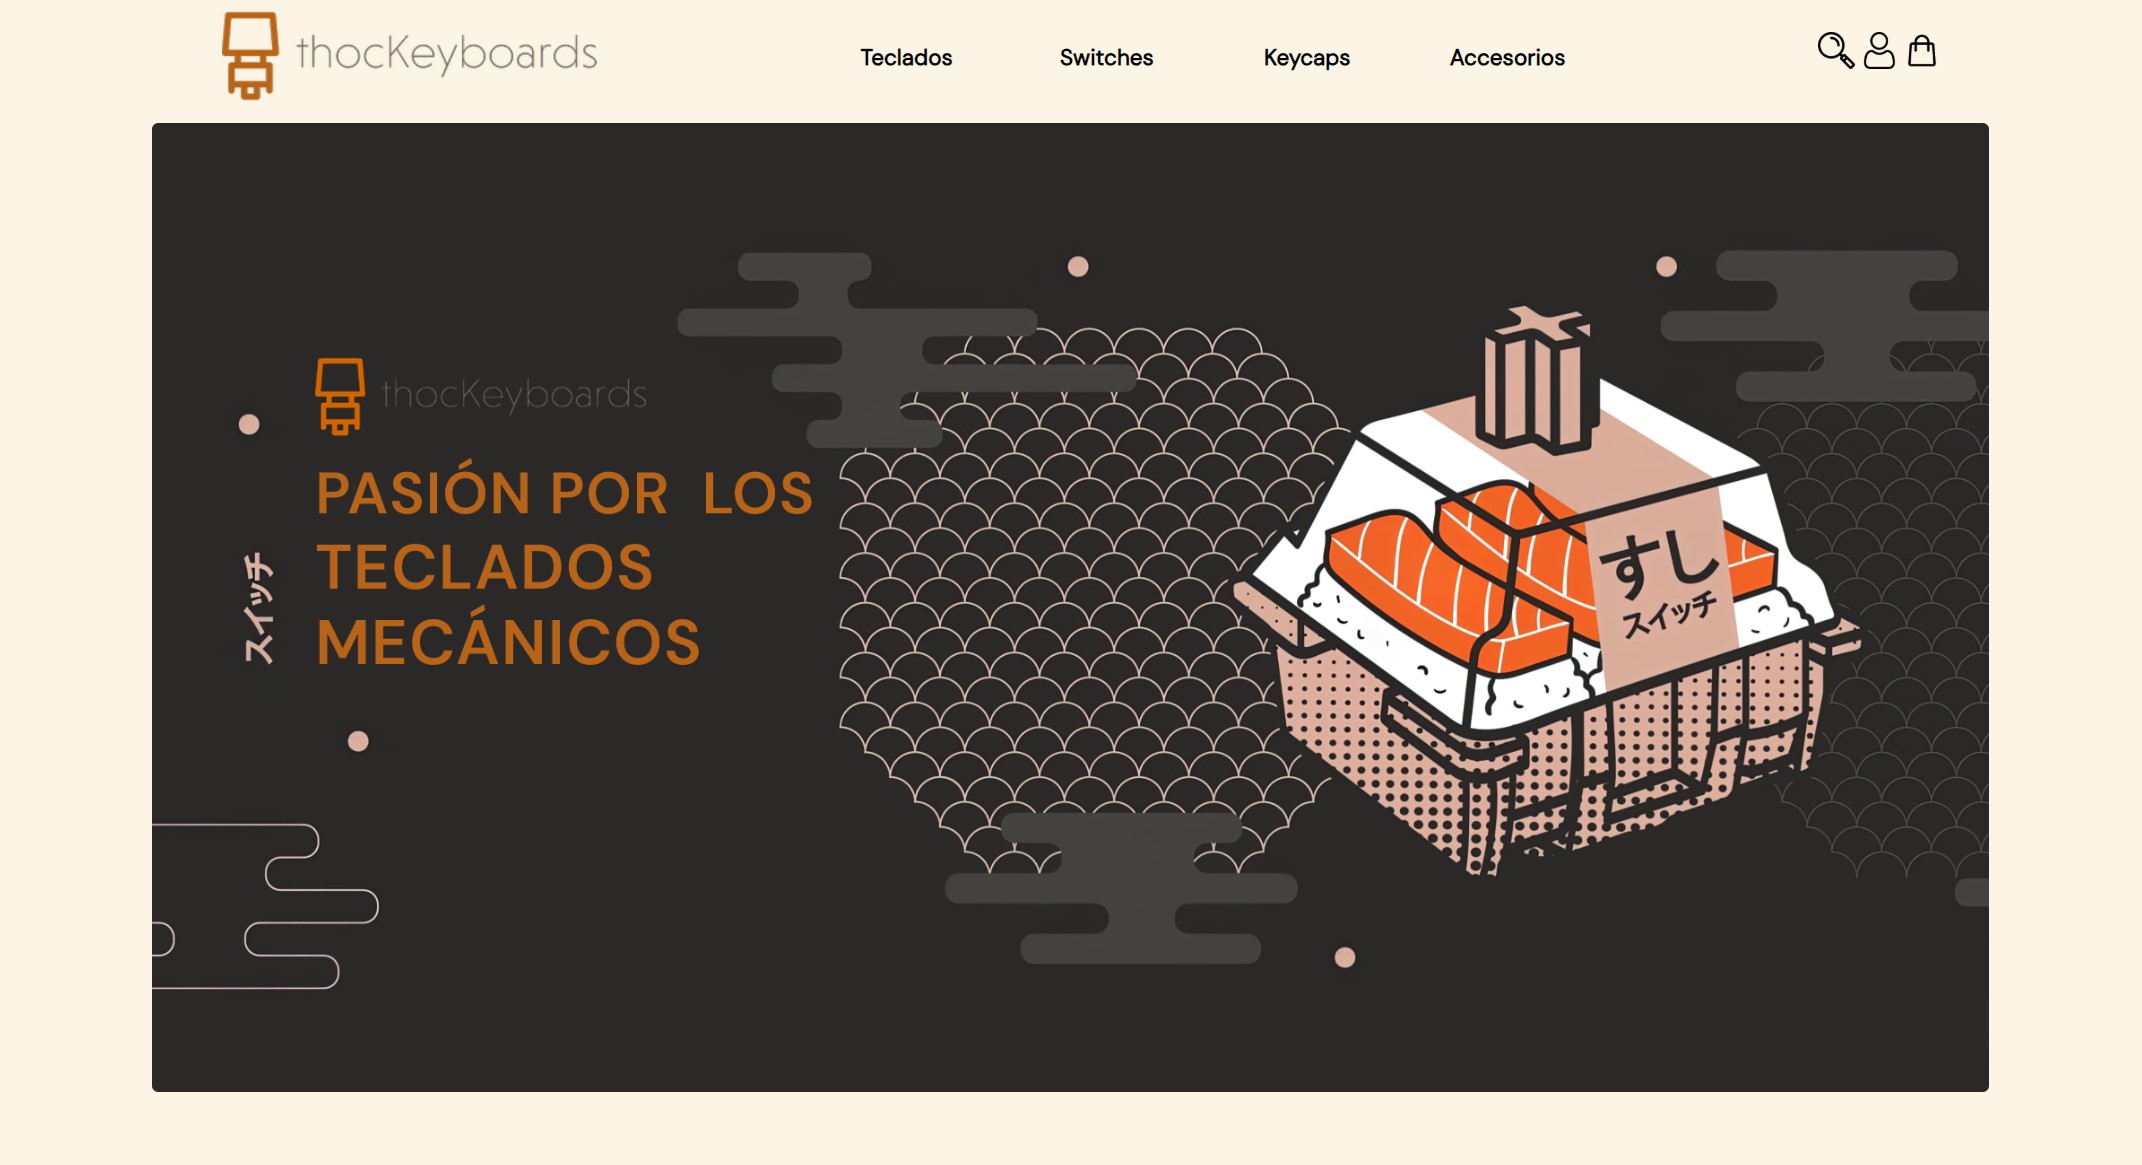 thocKeyboards
Teclados
Switches
Keycaps
Accesorios
thocKeyboards
PASIÓN POR  LOS
TECLADOS
MECÁNICOS
スイッチ
すし
スイッチ